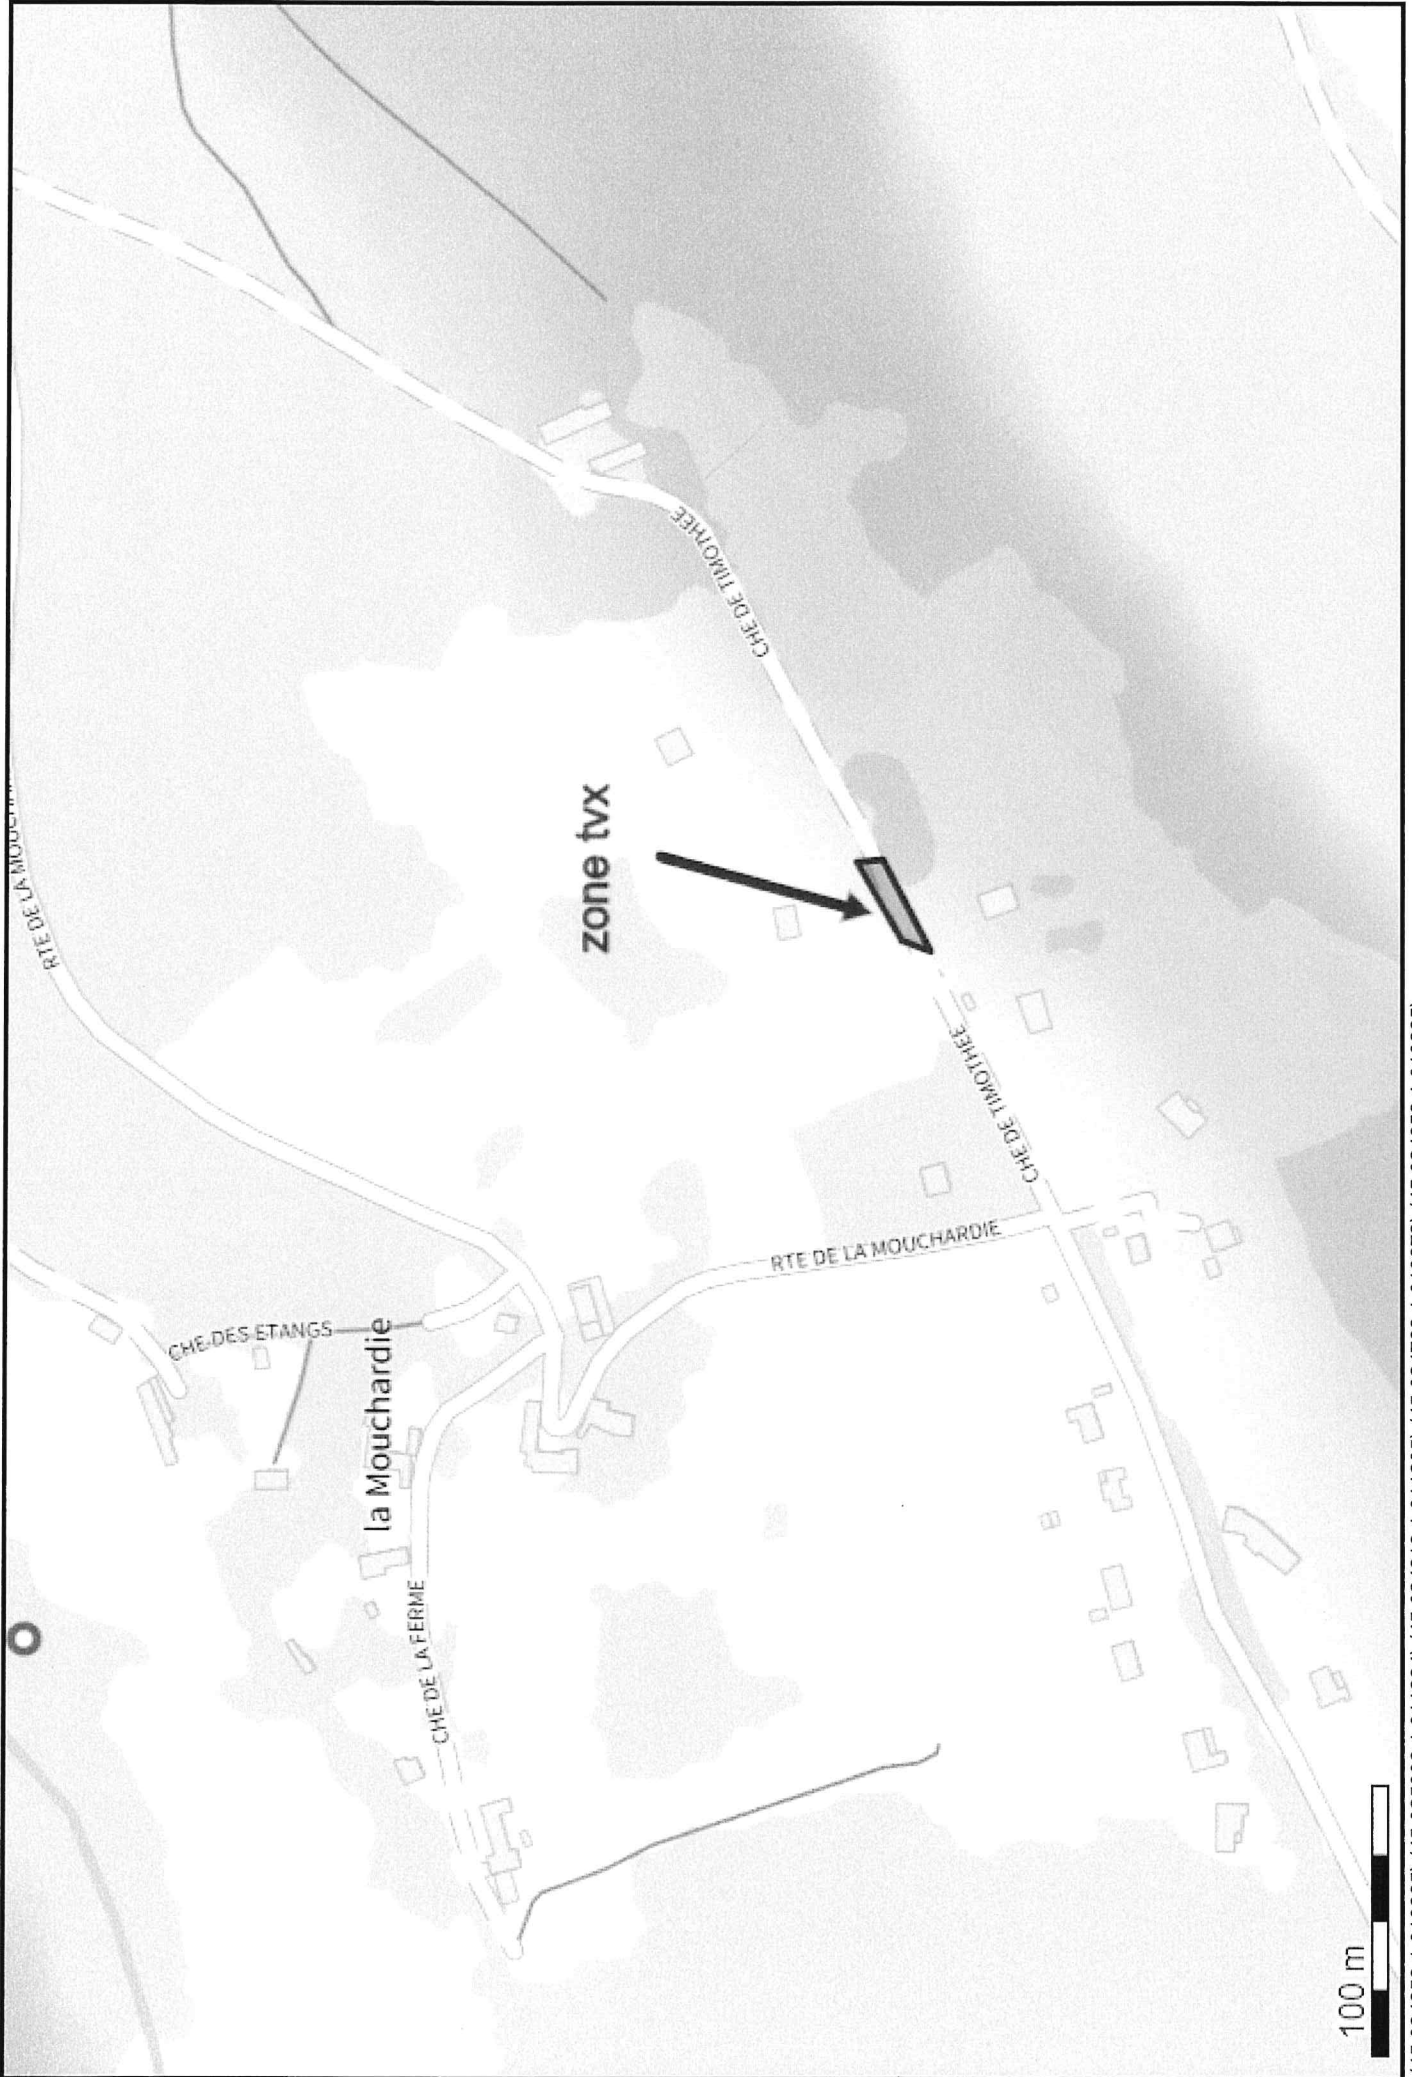 RTE DE LA MOUCHAR
CHE DE TIMOTHEE
zone tvx
CHE DE TIMOTHEE
RTE DE LA MOUCHARDIE
CHE DES ETANGS
la Mouchardie
CHE DE LA FERME
100 m